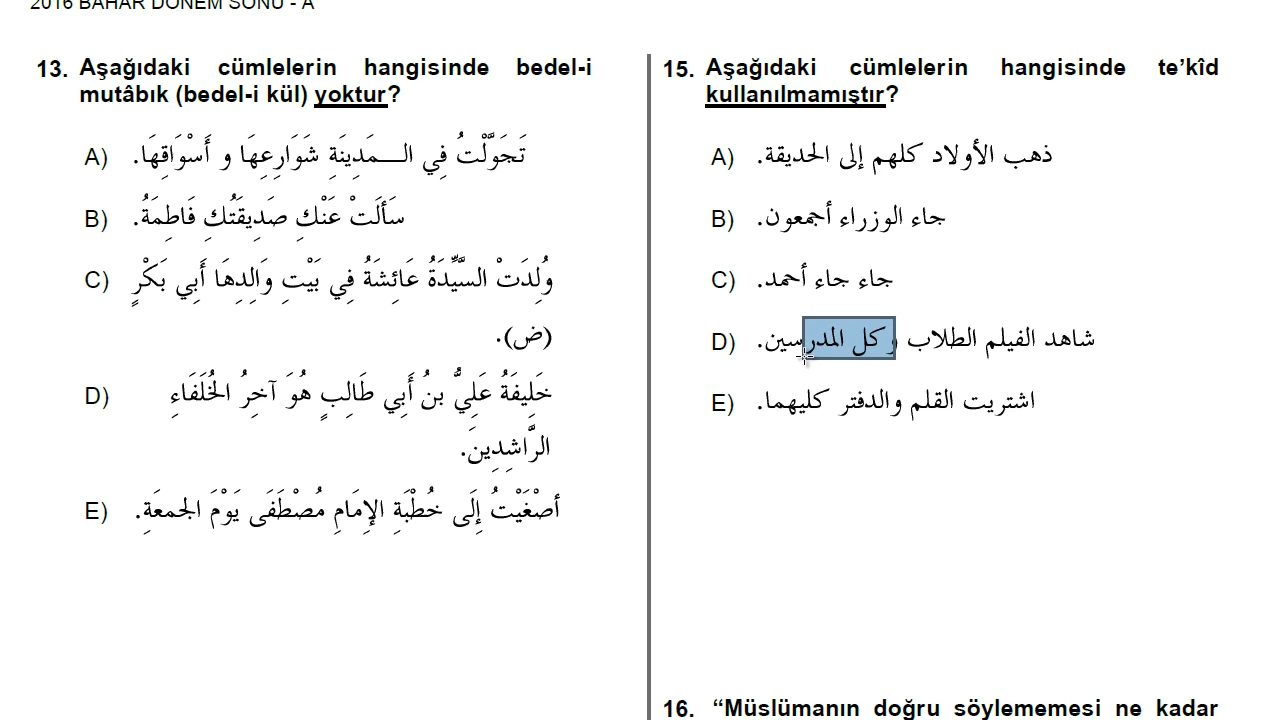 2016 BAHAR DÖNEM SONU - A
13. Aşağıdaki cümlelerin hangisinde bedel-i
mutâbık (bedel-i kül) yoktur?
A) تَجَوَّلْتُ فِي الـــمَدِينَةِ شَوَارِعِهَا و أَسْوَاقِهَا.
B) سَأَلَتْ عَنْكِ صَدِيقَتُكِ فَاطِمَةُ.
C) وُلِدَتْ السَّيِّدَةُ عَائِشَةُ فِي بَيْتِ وَالِدِهَا أَبِي بَكْرٍ
(ض).
D) خَلِيفَةُ عَلِيُّ بنُ أَبِي طَالِبٍ هُوَ آخِرُ الْخُلَفَاءِ
الرَّاشِدِينَ.
E) أصْغَيْتُ إِلَى خُطْبَةِ الإِمَامِ مُصْطَفَى يَوْمَ الجمعَةِ.
15. Aşağıdaki cümlelerin hangisinde te’kîd
kullanılmamıştır?
A) ذهب الأولاد كلهم إلى الحديقة.
B) جاء الوزراء أجمعون.
C) جاء جاء أحمد.
D) شاهد الفيلم الطلاب وكل المدرسين.
E) اشتريت القلم والدفتر كليهما.
16. “Müslümanın doğru söylememesi ne kadar